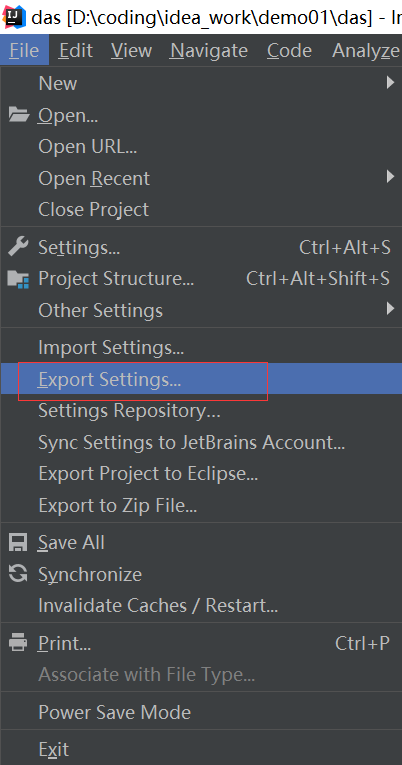 das [D:\coding\idea_work\demo01\das] - In
File Edit View Navigate Code Analyze
New
Open...
Open URL...
Open Recent
Close Project
Settings... Ctrl+Alt+S
Project Structure... Ctrl+Alt+Shift+S
Other Settings
Import Settings...
Export Settings...
Settings Repository...
Sync Settings to JetBrains Account...
Export Project to Eclipse...
Export to Zip File...
Save All
Synchronize
Invalidate Caches / Restart...
Print... Ctrl+P
Associate with File Type...
Power Save Mode
Exit